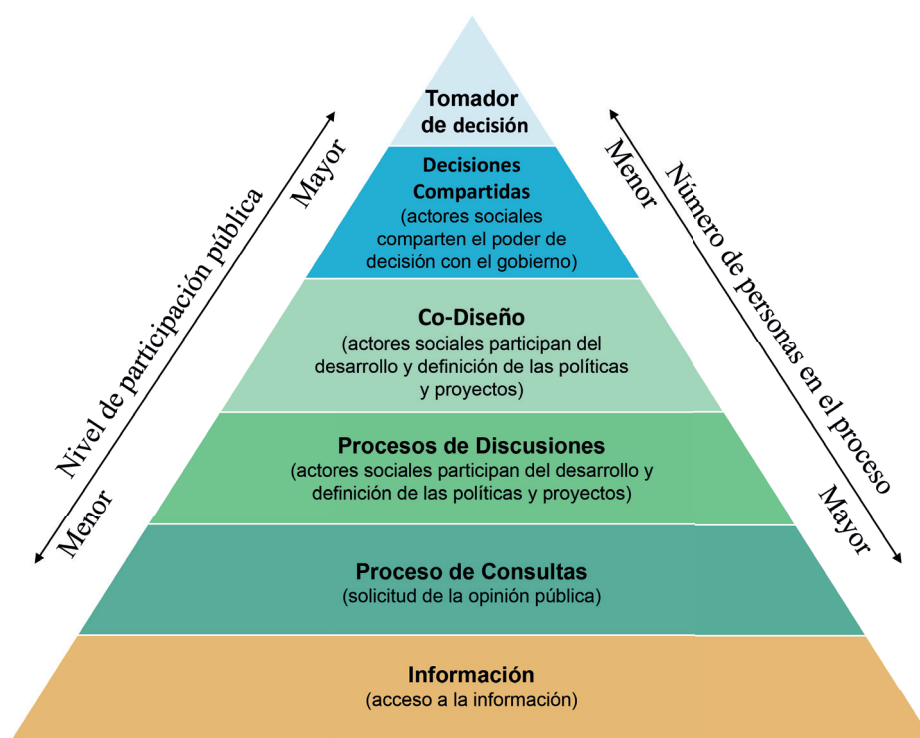 Tomador
de decisión
Decisiones
Compartidas
(actores sociales
comparten el poder de
decisión con el gobierno)
Co-Diseño
(actores sociales participan del
desarrollo y definición de las políticas
y proyectos)
Procesos de Discusiones
(actores sociales participan del desarrollo y
definición de las políticas y proyectos)
Proceso de Consultas
(solicitud de la opinión pública)
Información
(acceso a la información)
Nivel de participación pública
Mayor
Menor
Número de personas en el proceso
Menor
Mayor